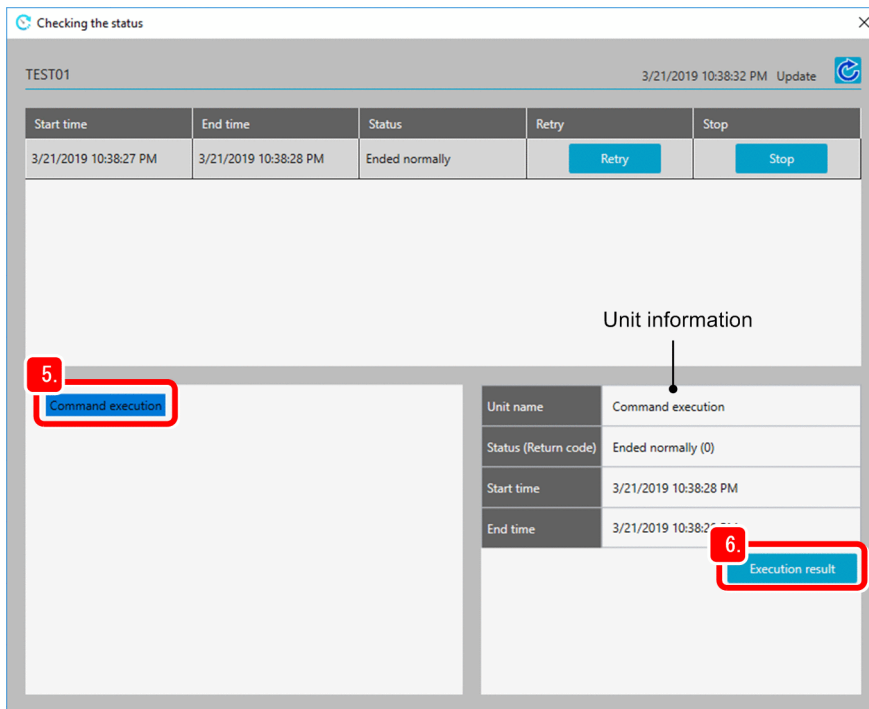 Checking the status
TEST01
3/21/2019 10:38:32 PM Update
Start time End time Status Retry Stop
3/21/2019 10:38:27 PM 3/21/2019 10:38:28 PM Ended normally Retry Stop
Unit information
5.
Command execution
Unit name Command execution
Status (Return code) Ended normally (0)
Start time 3/21/2019 10:38:28 PM
End time 3/21/2019
6.
Execution result